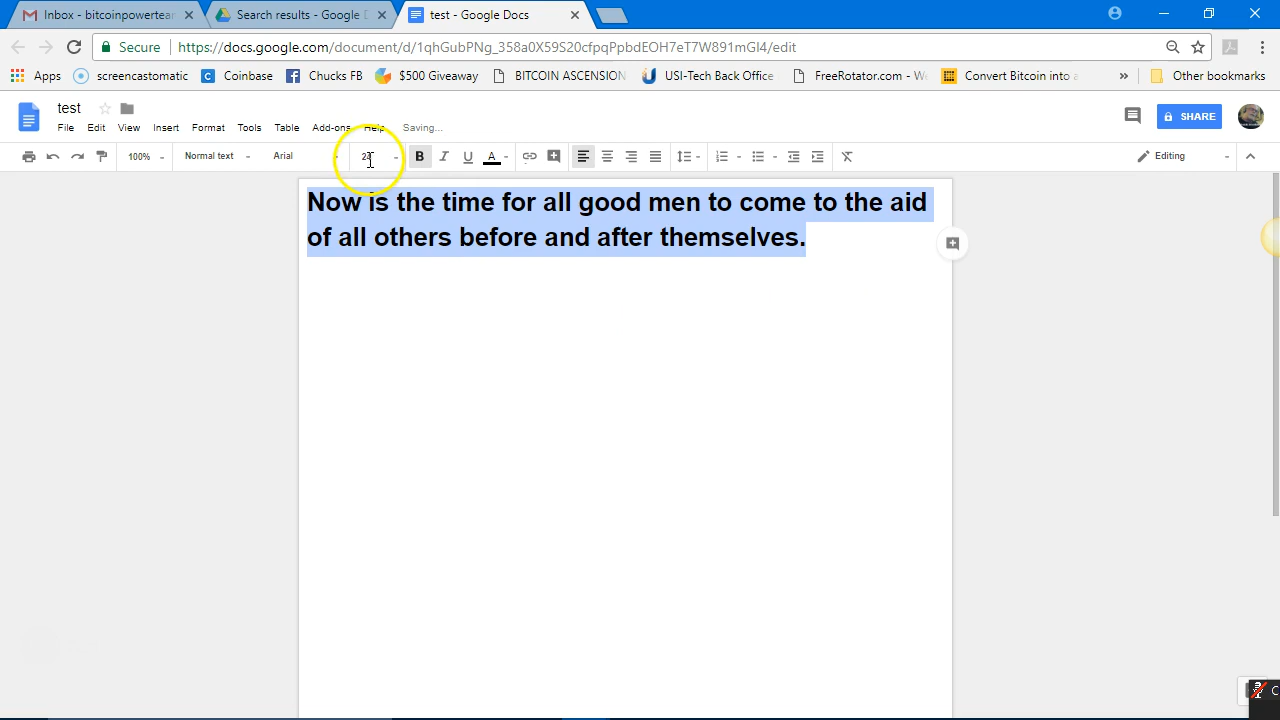 Inbox - bitcoinpowertear
Search results - Google D
test - Google Docs
Secure
https://docs.google.com/document/d/1qhGubPNg_3580X59S20cfpqPpbdEOH7eT7W891mGI4/edit
Apps
screencastomatic
Coinbase
Chucks FB
$500 Giveaway
BITCOIN ASCENSION
USI-Tech Back Office
FreeRotator.com - W
Convert Bitcoin into a
»
Other bookmarks
test
File Edit View Insert Format Tools Table Add-ons Help Saving...
SHARE
100% Normal text Arial B I U A Editing
Now is the time for all good men to come to the aid
of all others before and after themselves.